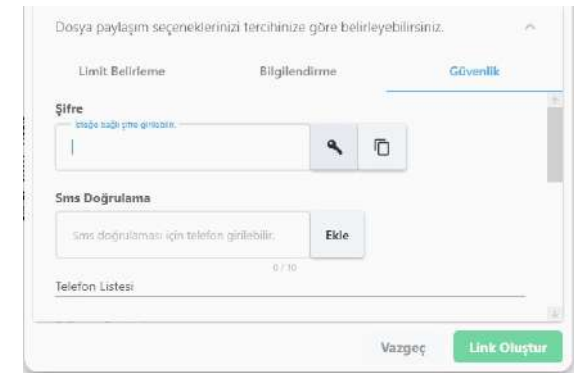 Dosya paylaşım seçeneklerinizi tercihinize göre belirleyebilirsiniz.
Limit Belirleme Bilgilendirme Güvenlik
Şifre
İsteğe bağlı şifre girilebilir.
Sms Doğrulama
Sms doğrulaması için telefon girilebilir. Ekle
0 / 10
Telefon Listesi
Vazgeç Link Oluştur